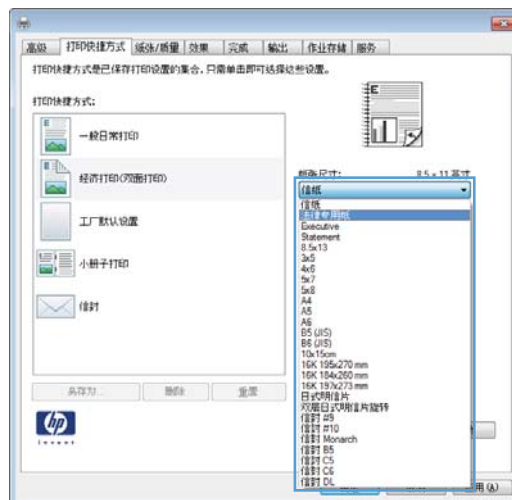 高级 打印快捷方式 纸张/质量 效果 完成 输出 作业存储 服务
打印快捷方式是已保存打印设置的集合，只需单击即可选择这些设置。
打印快捷方式：
一般日常打印
经济打印(双面打印)
工厂默认设置
小册子打印
信封
另存为... 删除 重置
hp
invent
E
纸张尺寸： 8.5 × 11 英寸
信纸
信纸
法律专用纸
Executive
Statement
8.5x13
3x5
4x6
5x7
5x8
A4
A5
A6
B5 (JIS)
B6 (JIS)
10x15cm
16K 195x270 mm
16K 184x260 mm
16K 197x273 mm
日式明信片
双层日式明信片旋转
信封 #9
信封 #10
信封 Monarch
信封 B5
信封 C5
信封 C6
信封 DL
用(A)